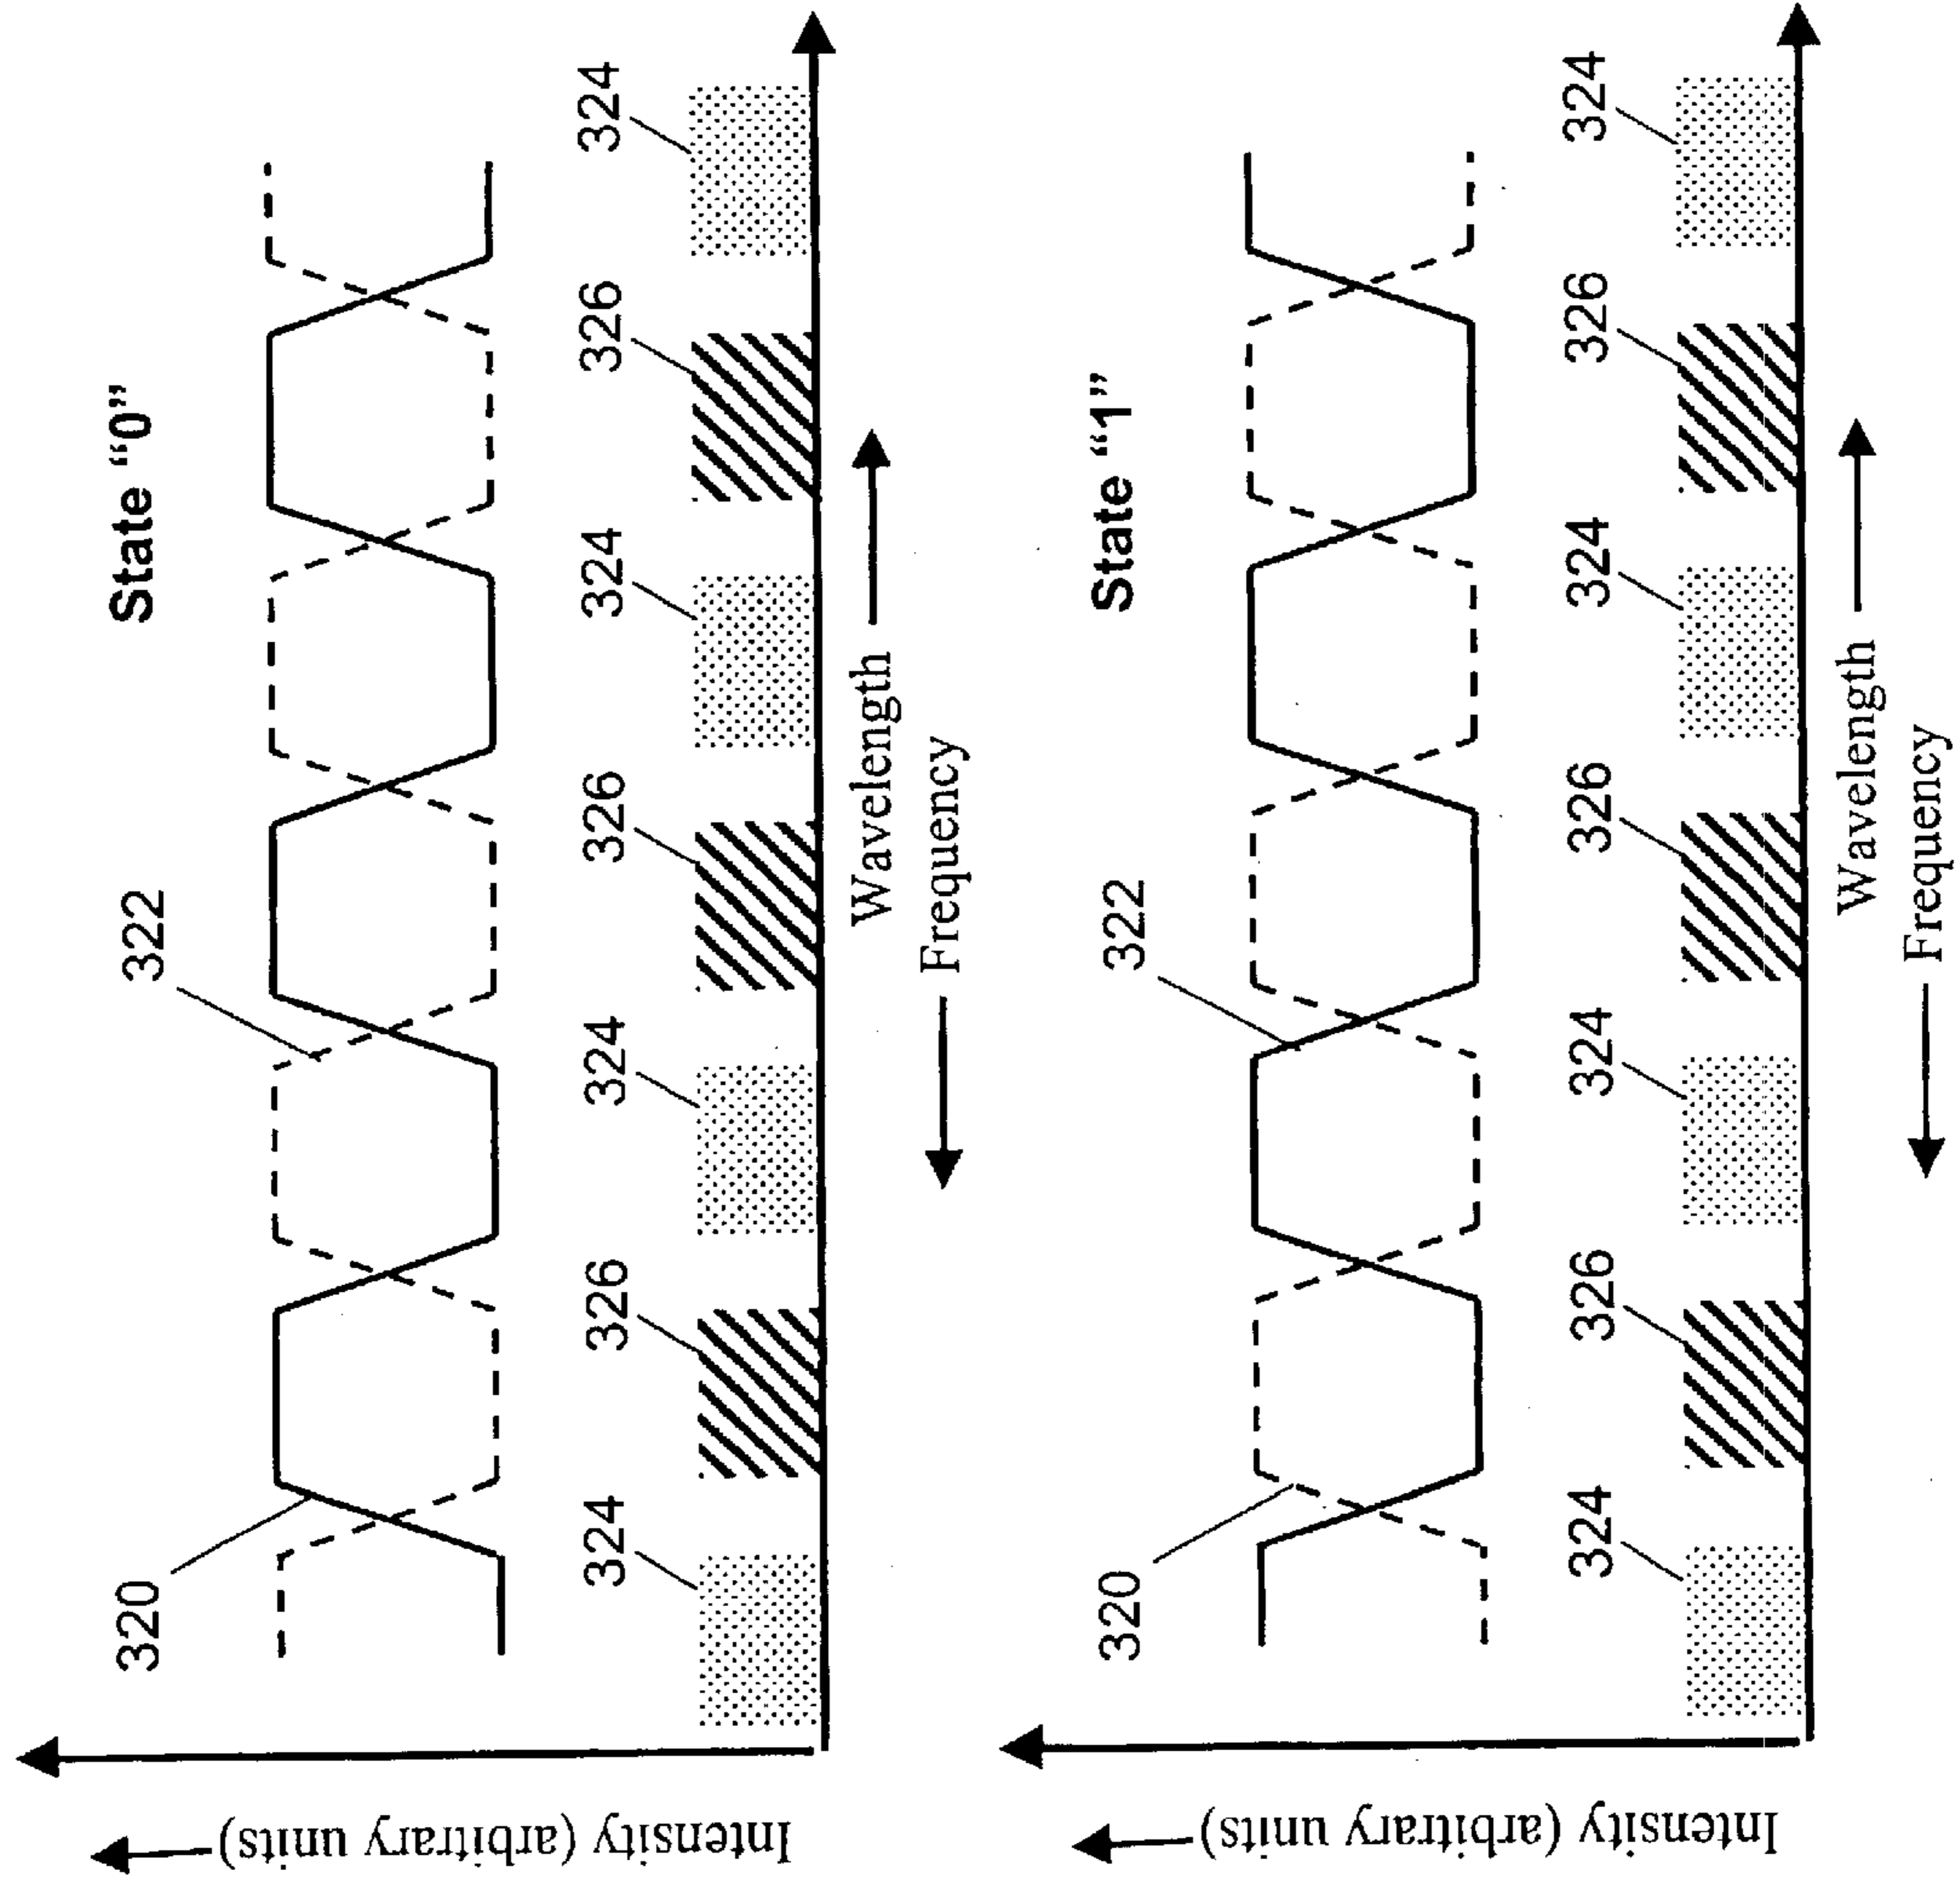 State “0”
320
322
324
326
324
326
324
326
324
Intensity (arbitrary units)
Wavelength
Frequency
State “1”
320
322
324
326
324
326
324
326
324
Intensity (arbitrary units)
Wavelength
Frequency